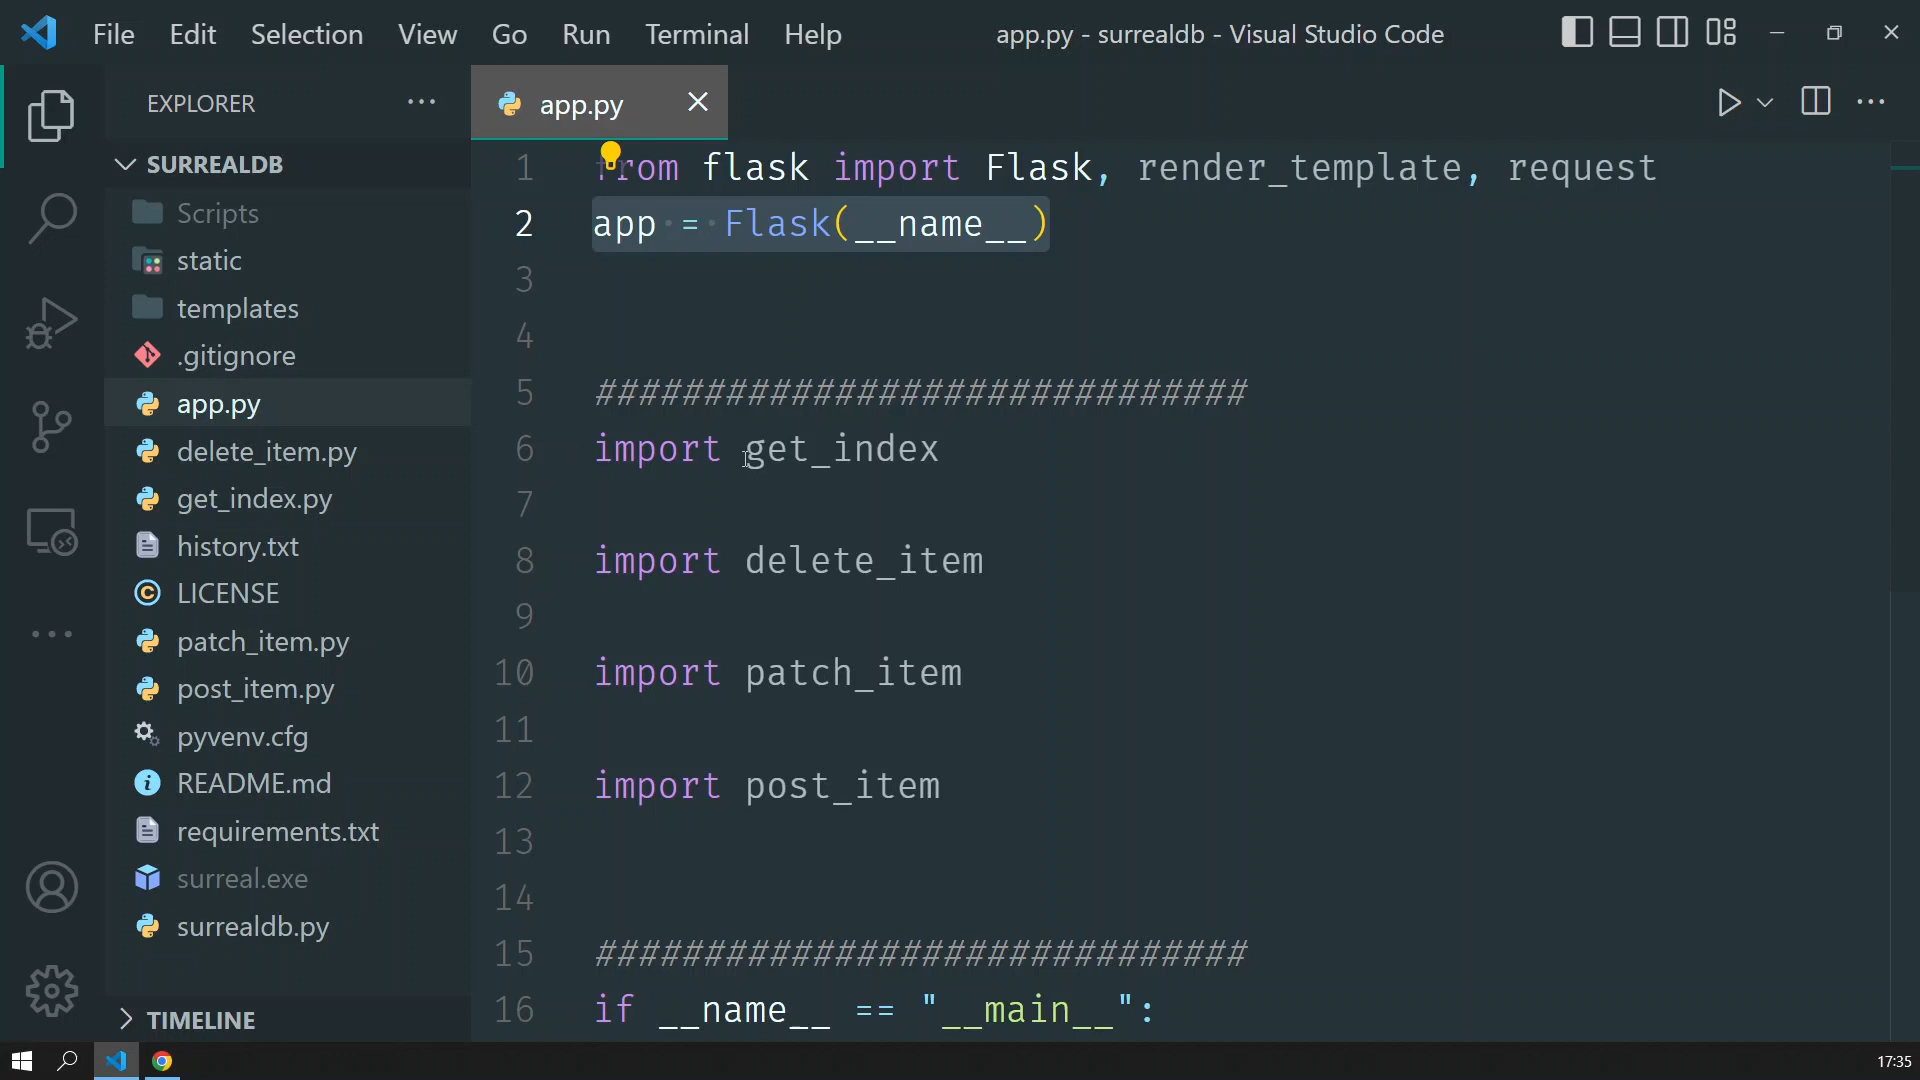 File Edit Selection View Go Run Terminal Help app.py - surrealdb - Visual Studio Code
EXPLORER
app.py
SURREALDB
Scripts
static
templates
.gitignore
app.py
delete_item.py
get_index.py
history.txt
LICENSE
patch_item.py
post_item.py
pyvenv.cfg
README.md
requirements.txt
surreal.exe
surrealdb.py
TIMELINE
1 from flask import Flask, render_template, request
2 app = Flask(__name__)
3
4
5 ##############################
6 import get_index
7
8 import delete_item
9
10 import patch_item
11
12 import post_item
13
14
15 ##############################
16 if __name__ == "__main__":
17:35